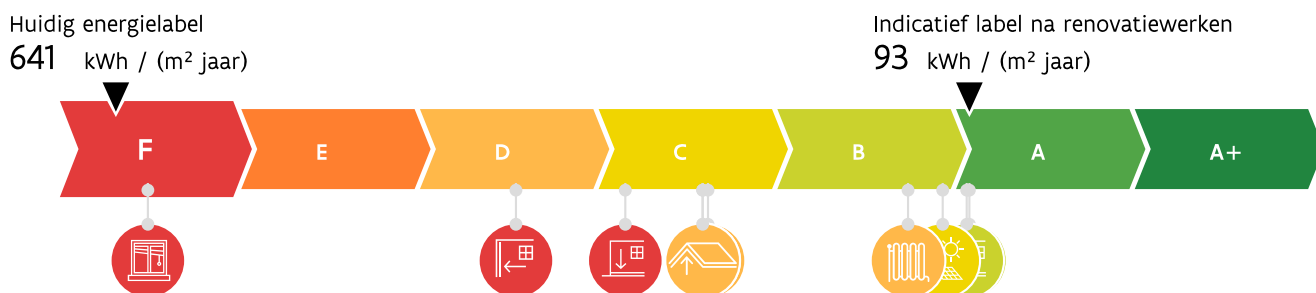 Huidig energielabel
641 kWh / (m² jaar)
Indicatief label na renovatiewerken
93 kWh / (m² jaar)
F E D C B A A+